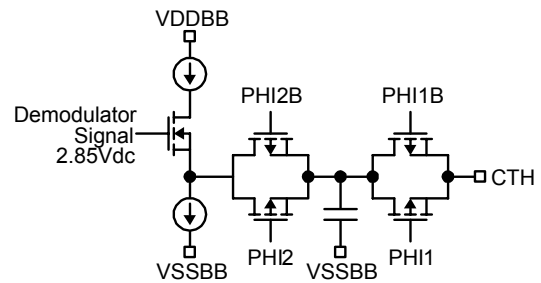 VDDBB
PHI2B
PHI1B
Demodulator
Signal
2.85Vdc
CTH
PHI2
PHI1
VSSBB
VSSBB